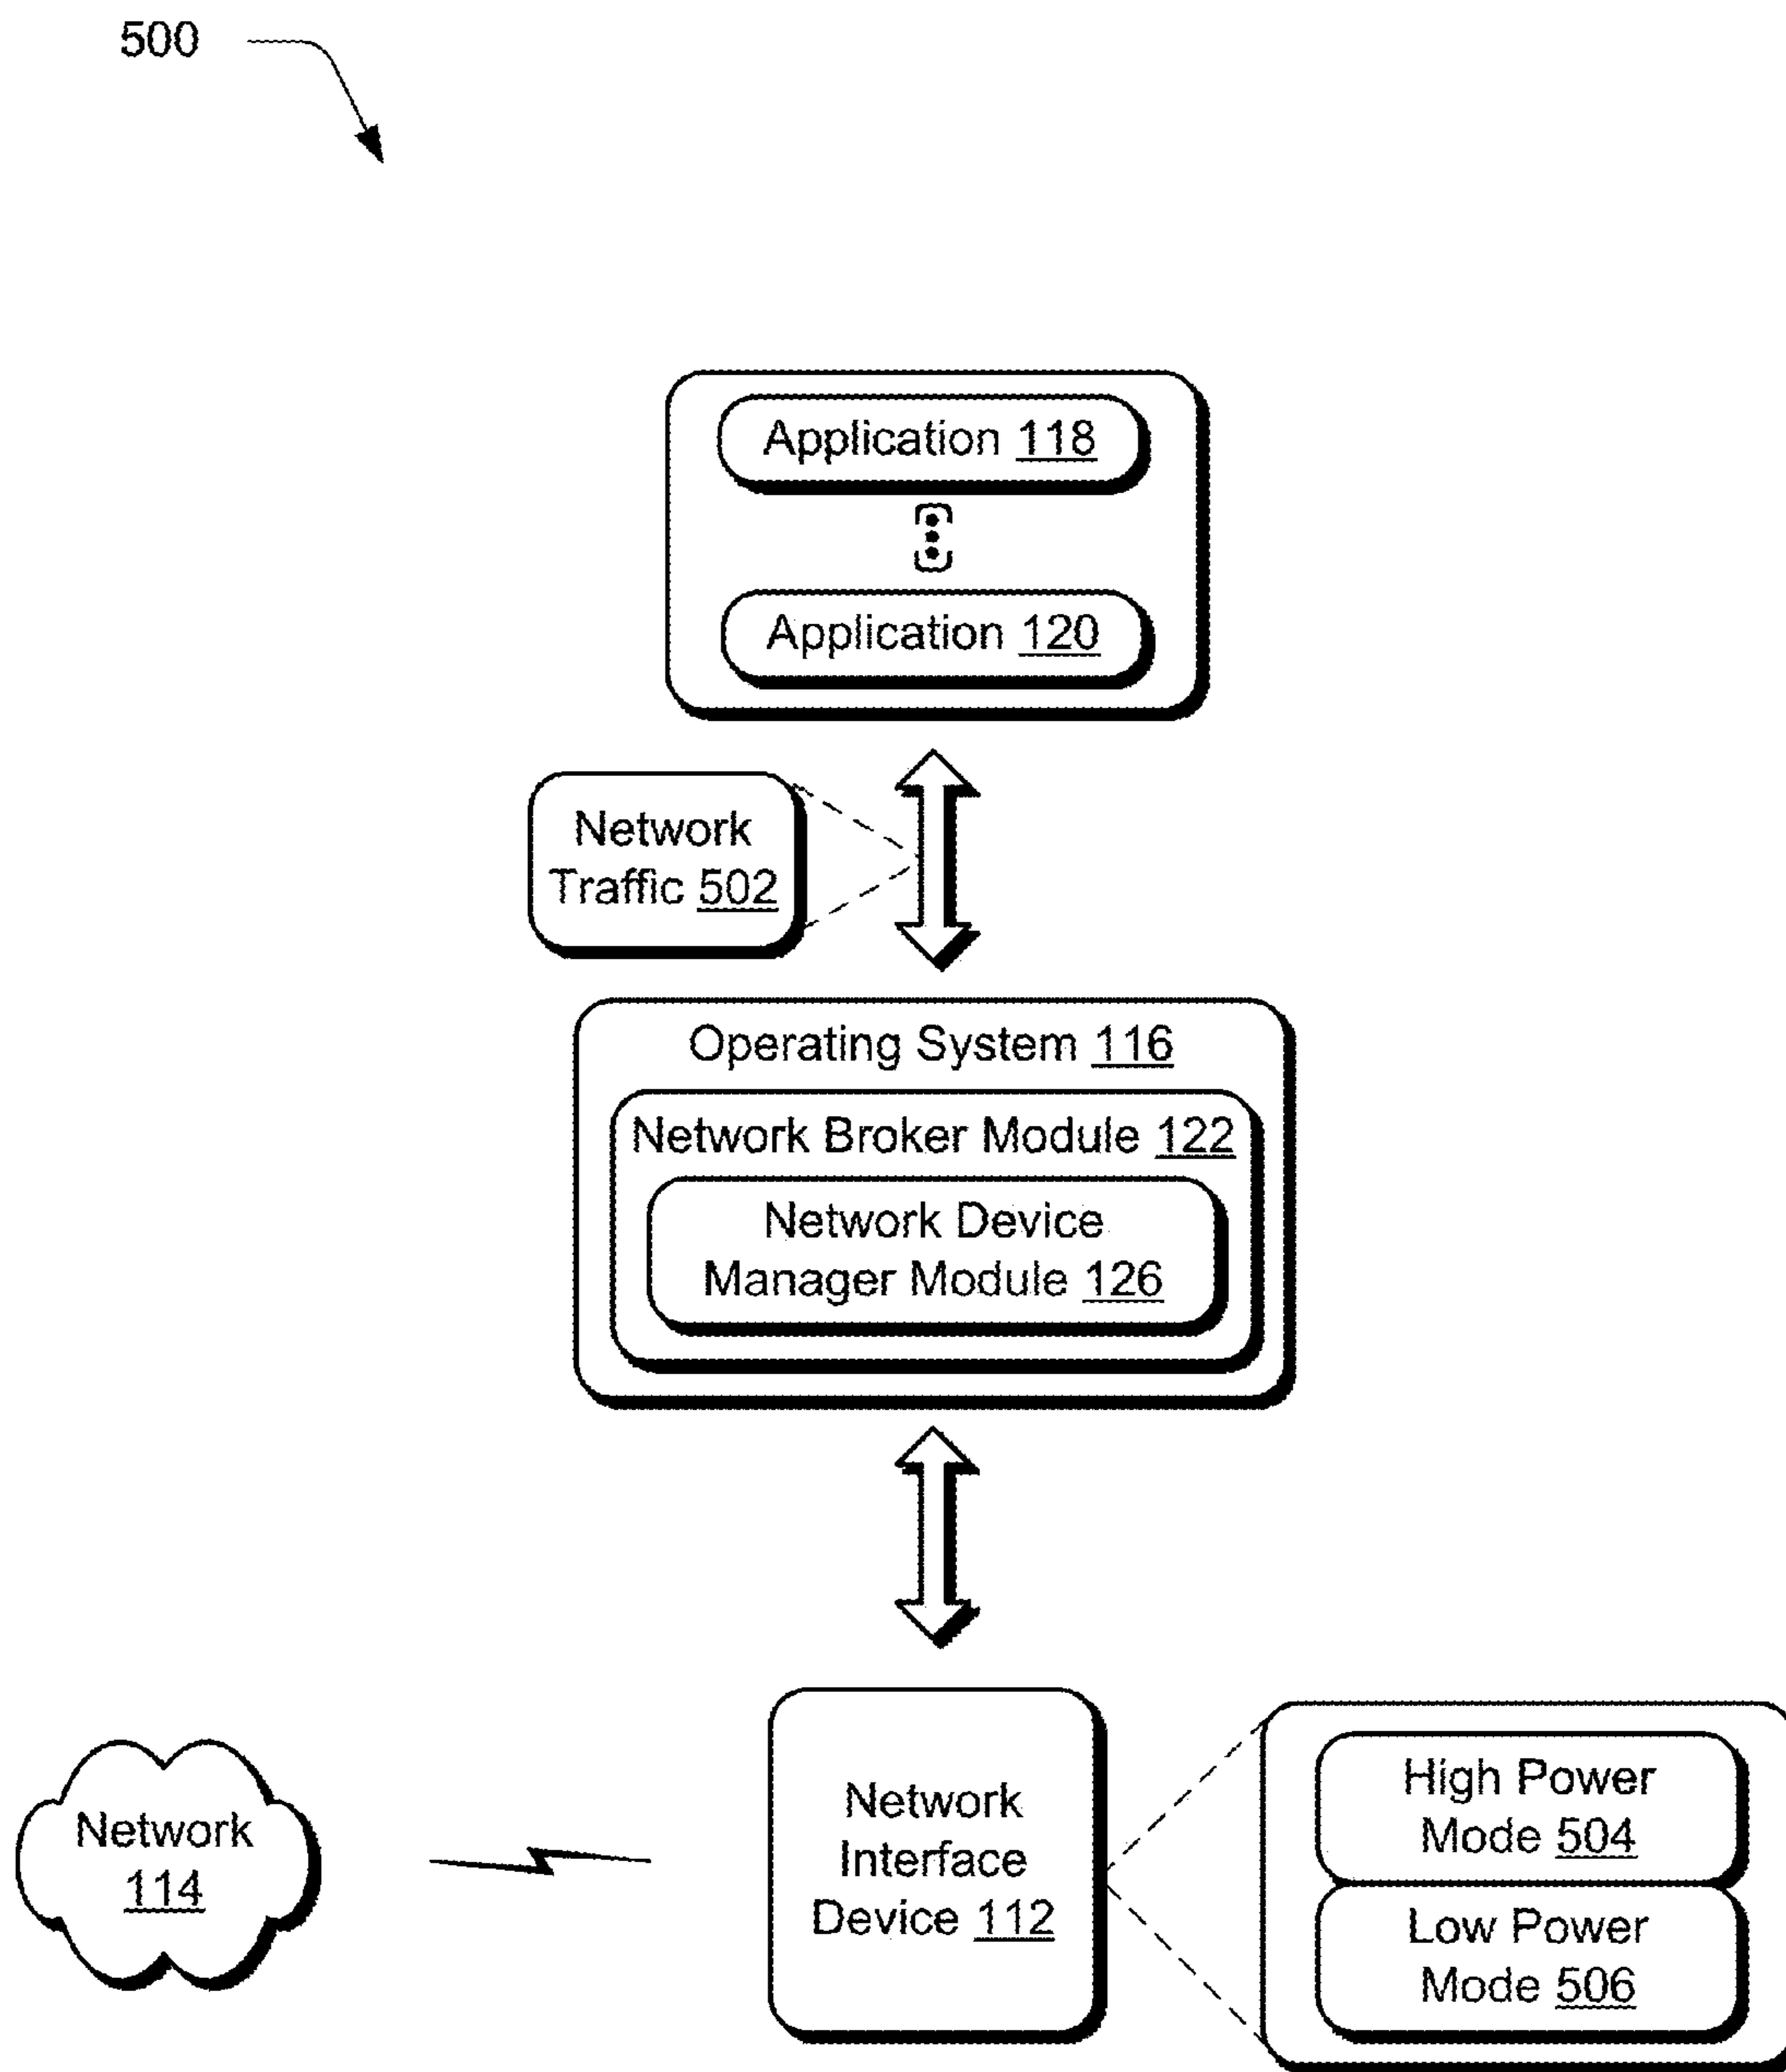 500
Application 118
Application 120
Network
Traffic 502
Operating System 116
Network Broker Module 122
Network Device
Manager Module 126
Network
114
Network
Interface
Device 112
High Power
Mode 504
Low Power
Mode 506